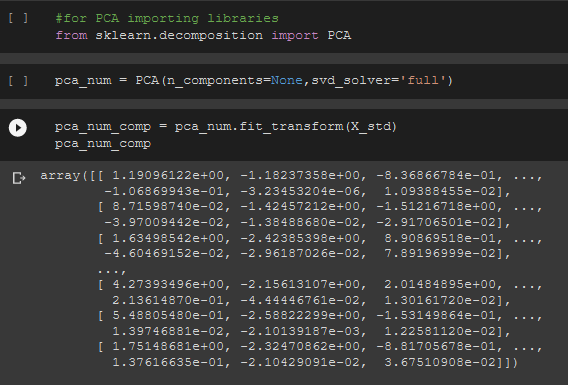 [ ] #for PCA importing libraries
from sklearn.decomposition import PCA
[ ] pca_num = PCA(n_components=None,svd_solver='full')
pca_num_comp = pca_num.fit_transform(X_std)
pca_num_comp
array([[ 1.19096122e+00, -1.18237358e+00, -8.36866784e-01, ...,
-1.06869943e-01, -3.23453204e-06, 1.09388455e-02],
[ 8.71598740e-02, -1.42457212e+00, -1.51216718e+00, ...,
-3.97009442e-02, -1.38488680e-02, -2.91706501e-02],
[ 1.63498542e+00, -2.42385398e+00, 8.90869518e-01, ...,
-4.60469152e-02, -2.96187026e-02, 7.89196999e-02],
...,
[ 4.27393496e+00, -2.15613107e+00, 2.01484895e+00, ...,
2.13614870e-01, -4.44446761e-02, 1.30161720e-02],
[ 5.48805480e-01, -2.58822299e+00, -1.53149864e-01, ...,
1.39746881e-02, -2.10139187e-03, 1.22581120e-02],
[ 1.75148681e+00, -2.32470862e+00, -8.81705678e-01, ...,
1.37616635e-01, -2.10429091e-02, 3.67510908e-02]])